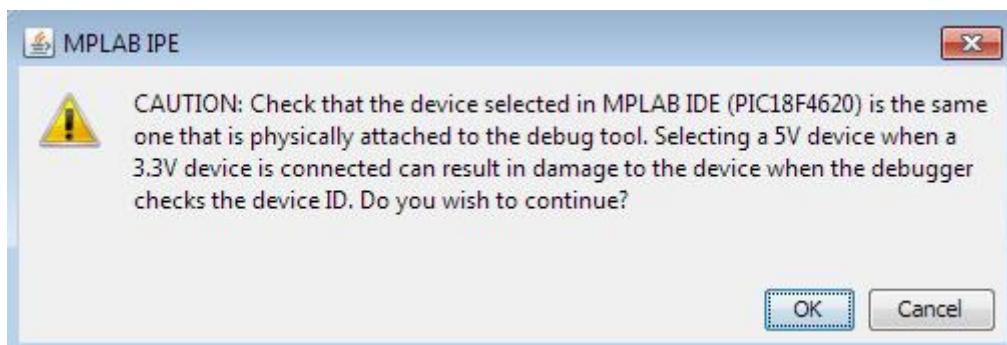 MPLAB IPE
CAUTION: Check that the device selected in MPLAB IDE (PIC18F4620) is the same
one that is physically attached to the debug tool. Selecting a 5V device when a
3.3V device is connected can result in damage to the device when the debugger
checks the device ID. Do you wish to continue?
OK
Cancel